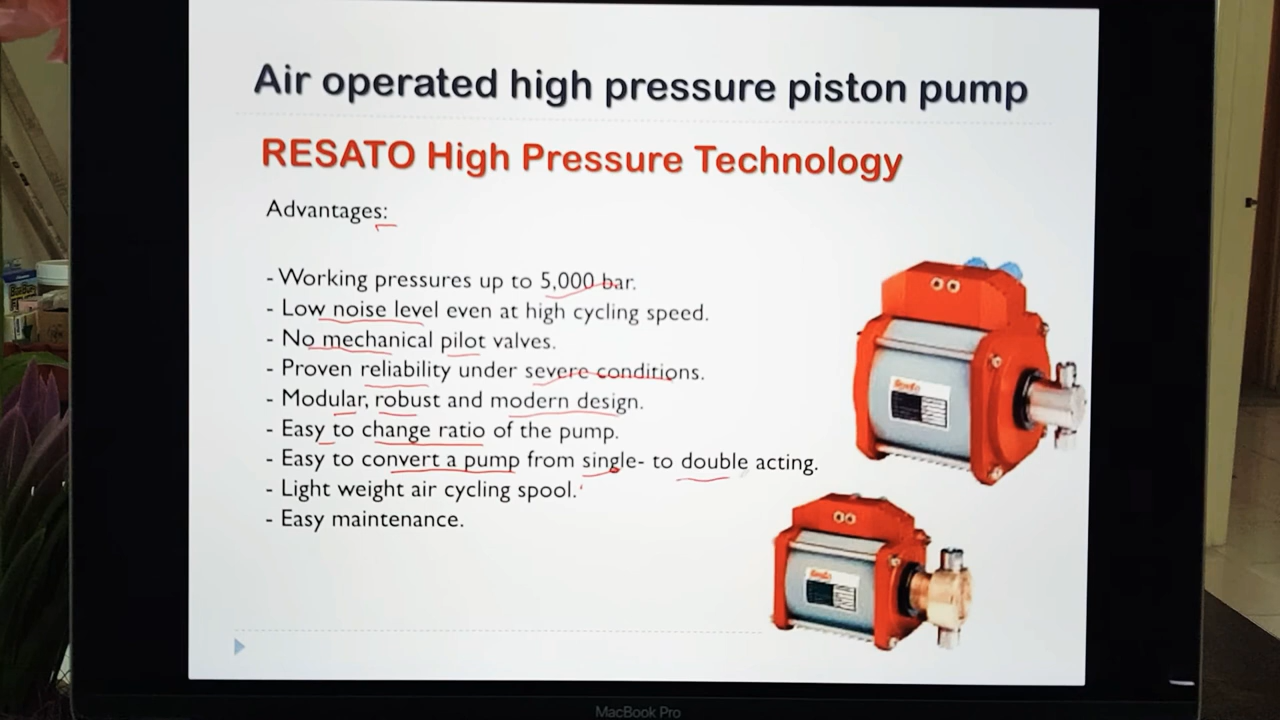 Air operated high pressure piston pump
RESATO High Pressure Technology
Advantages:
- Working pressures up to 5,000 bar.
- Low noise level even at high cycling speed.
- No mechanical pilot valves.
- Proven reliability under severe conditions.
- Modular, robust and modern design.
- Easy to change ratio of the pump.
- Easy to convert a pump from single- to double acting.
- Light weight air cycling spool.
- Easy maintenance.
MacBook Pro